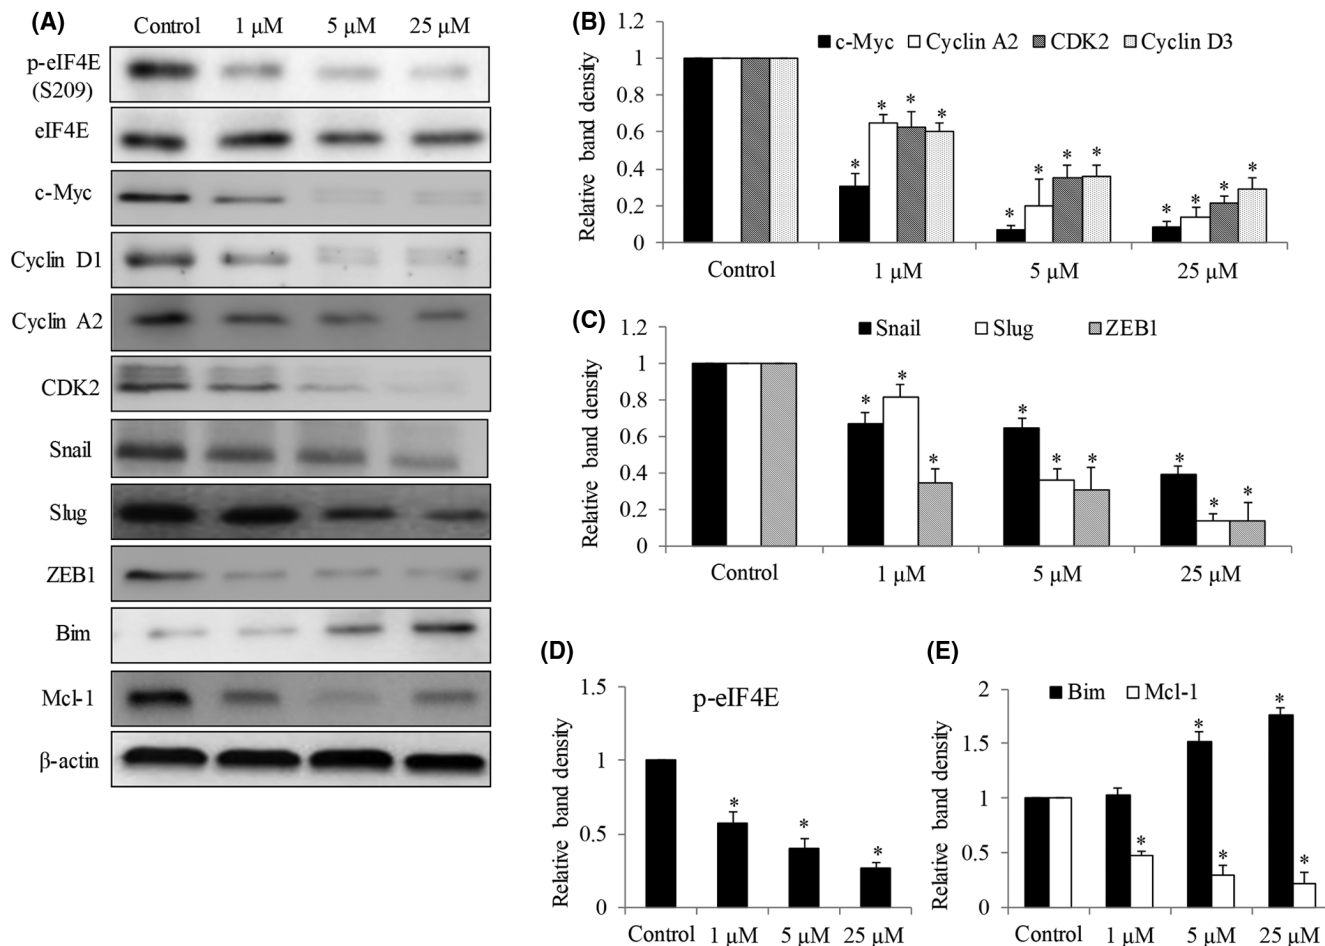 (A)
Control 1 μM 5 μM 25 μM
p-eIF4E
(S209)
eIF4E
c-Myc
Cyclin D1
Cyclin A2
CDK2
Snail
Slug
ZEB1
Bim
Mcl-1
β-actin
(B)
c-Myc Cyclin A2 CDK2 Cyclin D3
Relative band density
1.2
1
0.8
0.6
0.4
0.2
0
* * * *
* * * *
* * * *
Control 1 μM 5 μM 25 μM
(C)
Snail Slug ZEB1
Relative band density
1.2
1
0.8
0.6
0.4
0.2
0
* * *
* * *
* * *
Control 1 μM 5 μM 25 μM
(D)
p-eIF4E
Relative band density
1.5
1
0.5
0
* * *
Control 1 μM 5 μM 25 μM
(E)
Bim Mcl-1
Relative band density
2
1.5
1
0.5
0
*
* *
* *
Control 1 μM 5 μM 25 μM